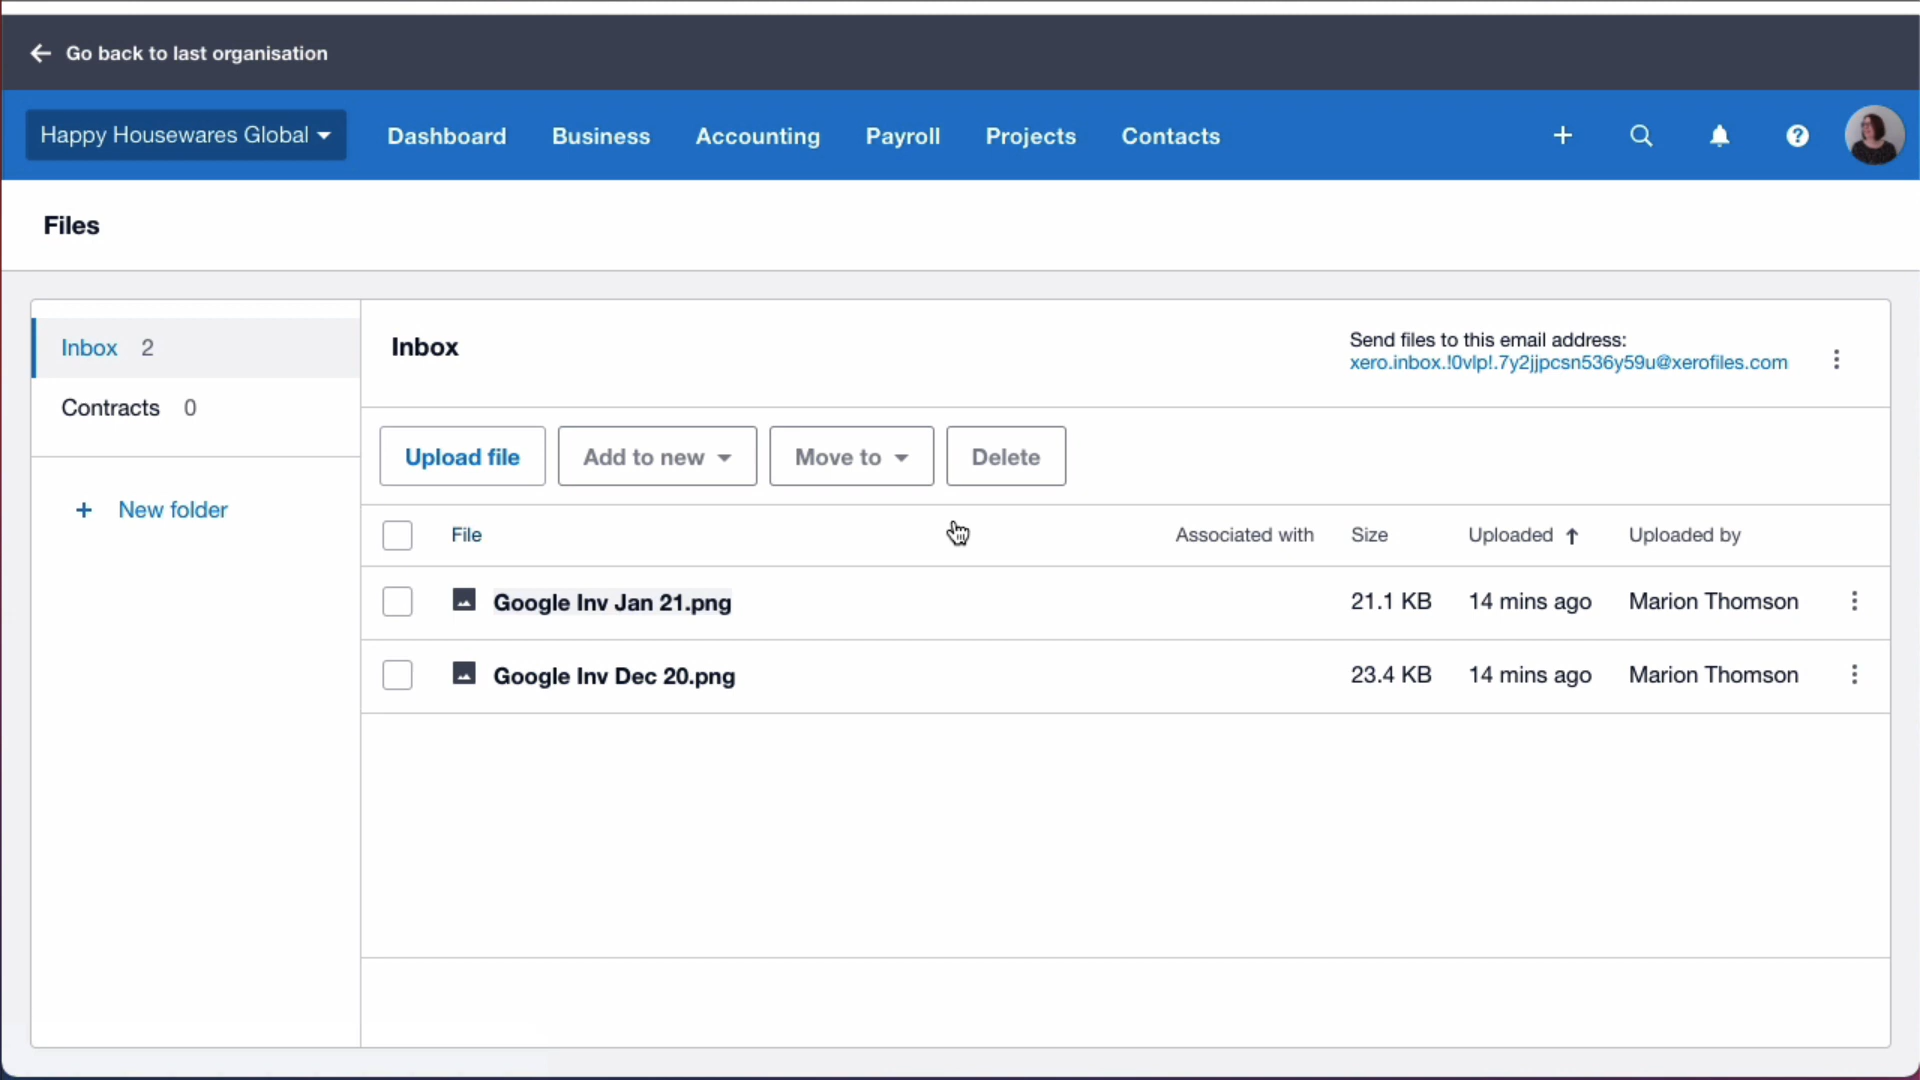 Go back to last organisation
Happy Housewares Global Dashboard Business Accounting Payroll Projects Contacts
Files
Inbox 2
Contracts 0
+ New folder
Inbox
Send files to this email address:
xero.inbox.!0vlp!.7y2jjpcsn536y59u@xerofiles.com
Upload file Add to new Move to Delete
File Associated with Size Uploaded Uploaded by
Google Inv Jan 21.png 21.1 KB 14 mins ago Marion Thomson
Google Inv Dec 20.png 23.4 KB 14 mins ago Marion Thomson